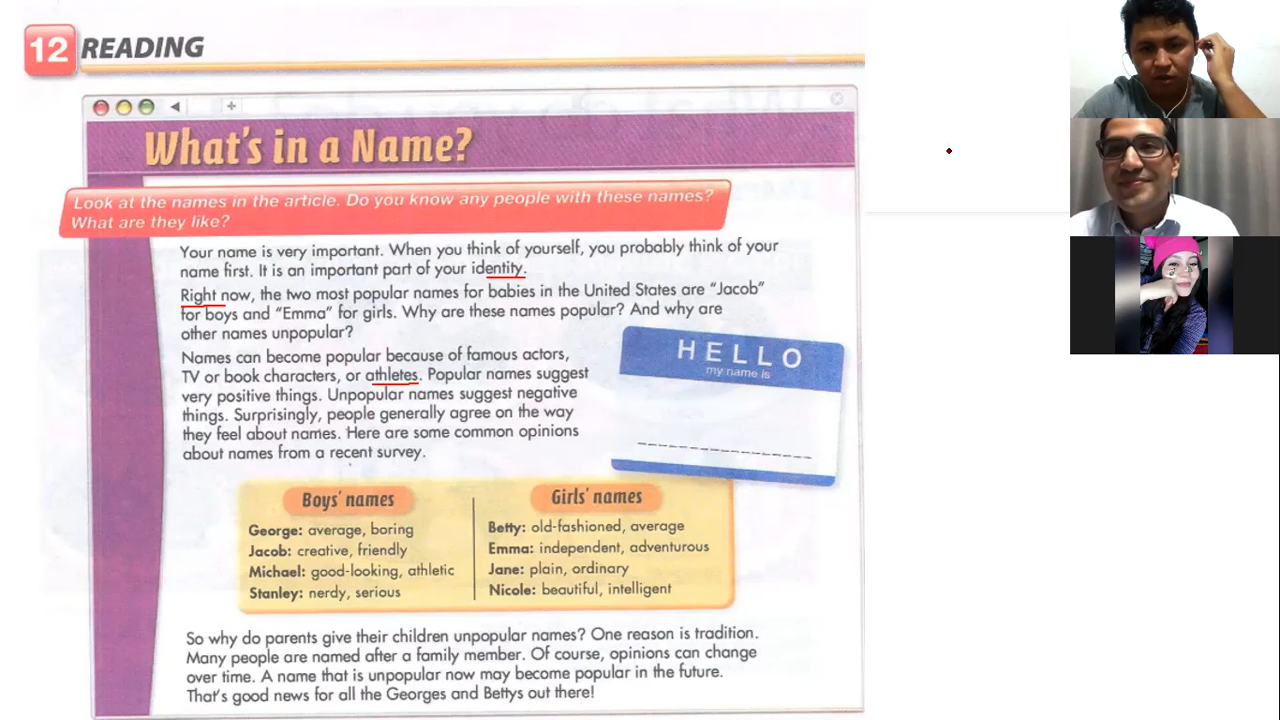 12 READING
What's in a Name?
Look at the names in the article. Do you know any people with these names?
What are they like?
Your name is very important. When you think of yourself, you probably think of your
name first. It is an important part of your identity.
Right now, the two most popular names for babies in the United States are “Jacob”
for boys and “Emma” for girls. Why are these names popular? And why are
other names unpopular?
Names can become popular because of famous actors,
TV or book characters, or athletes. Popular names suggest
very positive things. Unpopular names suggest negative
things. Surprisingly, people generally agree on the way
they feel about names. Here are some common opinions
about names from a recent survey.
HELLO
my name is
Boys' names
George: average, boring
Jacob: creative, friendly
Michael: good-looking, athletic
Stanley: nerdy, serious
Girls' names
Betty: old-fashioned, average
Emma: independent, adventurous
Jane: plain, ordinary
Nicole: beautiful, intelligent
So why do parents give their children unpopular names? One reason is tradition.
Many people are named after a family member. Of course, opinions can change
over time. A name that is unpopular now may become popular in the future.
That's good news for all the Georges and Bettys out there!